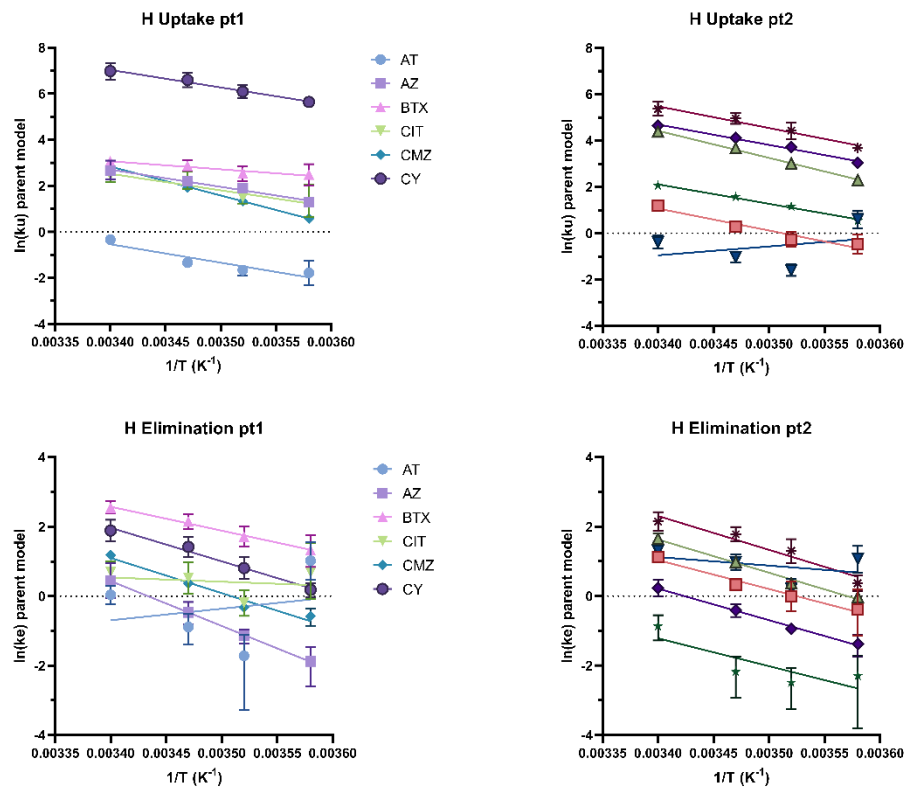 H Uptake pt1
ln(ku) parent model
8
6
4
2
0
-2
-4
0.00335
0.00340
0.00345
0.00350
0.00355
0.00360
1/T (K⁻¹)
AT
AZ
BTX
CIT
CMZ
CY
H Uptake pt2
ln(ku) parent model
8
6
4
2
0
-2
-4
0.00335
0.00340
0.00345
0.00350
0.00355
0.00360
1/T (K⁻¹)
H Elimination pt1
ln(ke) parent model
4
2
0
-2
-4
0.00335
0.00340
0.00345
0.00350
0.00355
0.00360
1/T (K⁻¹)
AT
AZ
BTX
CIT
CMZ
CY
H Elimination pt2
ln(ke) parent model
4
2
0
-2
-4
0.00335
0.00340
0.00345
0.00350
0.00355
0.00360
1/T (K⁻¹)